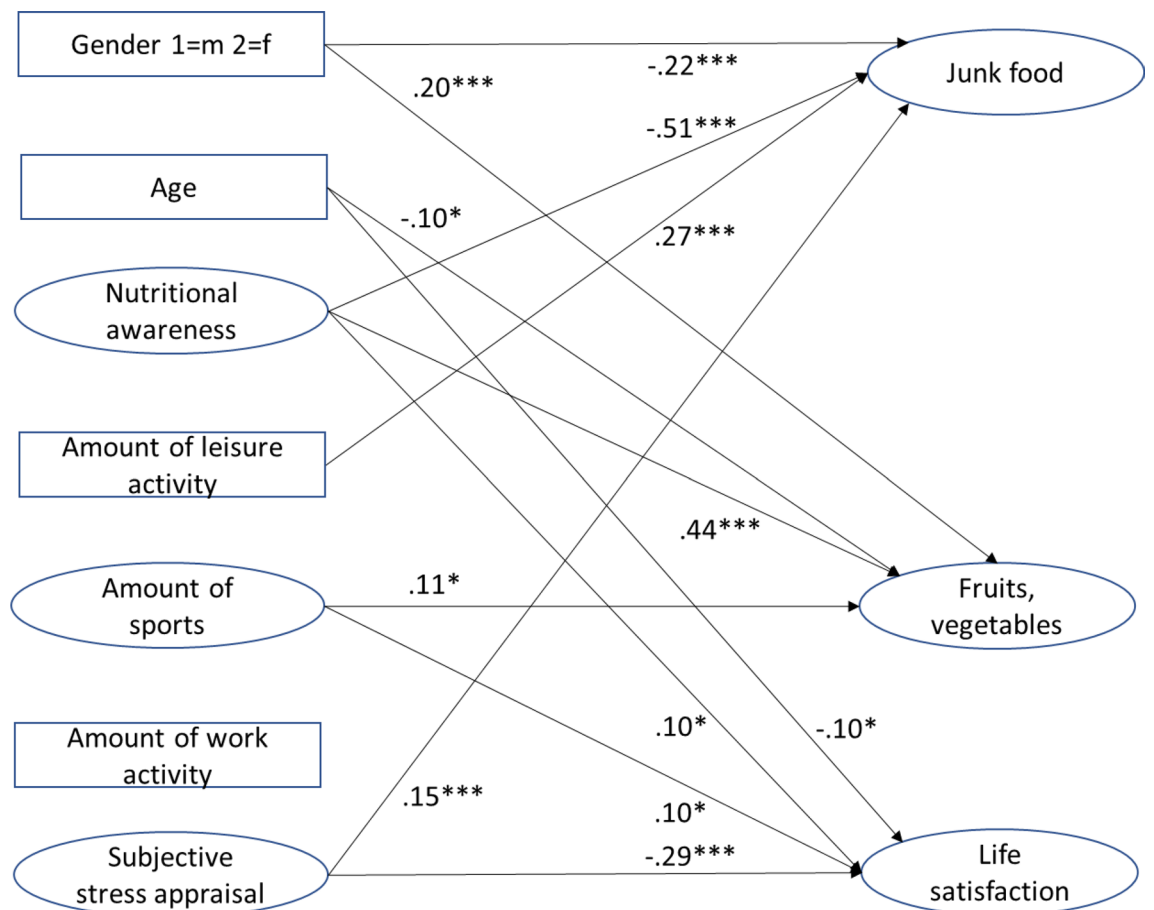 Gender 1=m 2=f
-.22***
Junk food
.20***
-.51***
Age
-.10*
.27***
Nutritional
awareness
Amount of leisure
activity
.44***
Amount of
sports
.11*
Fruits,
vegetables
.10*
-.10*
Amount of work
activity
.15***
.10*
Subjective
stress appraisal
-.29***
Life
satisfaction